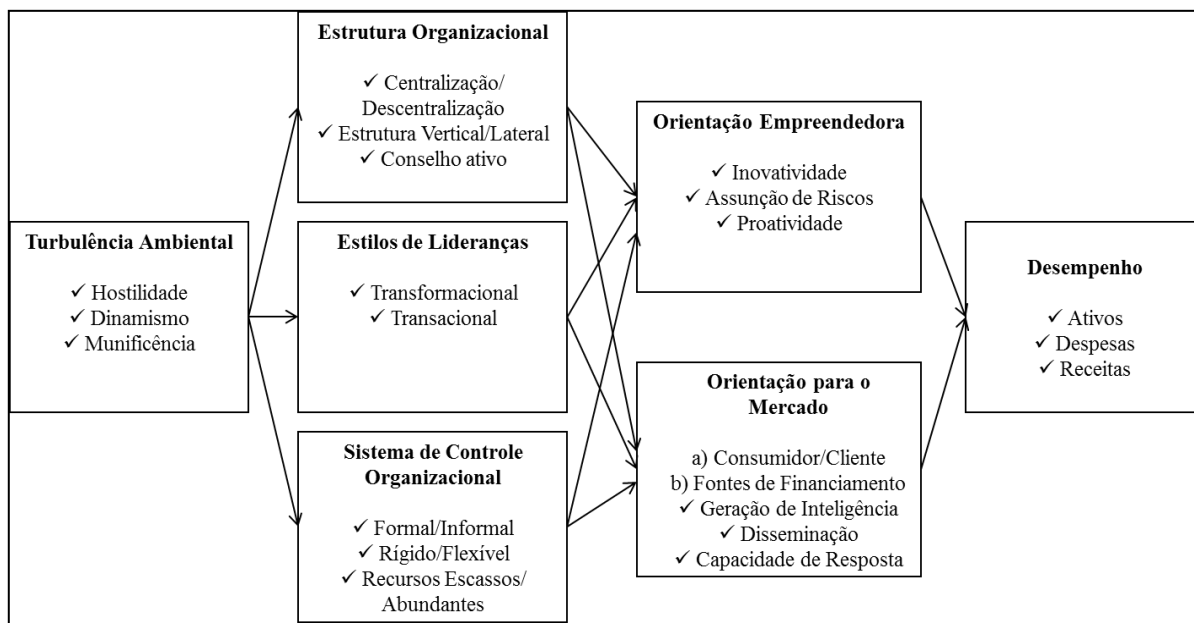 Turbulência Ambiental
✓ Hostilidade
✓ Dinamismo
✓ Munificência
Estrutura Organizacional
✓ Centralização/
Descentralização
✓ Estrutura Vertical/Lateral
✓ Conselho ativo
Estilos de Lideranças
✓ Transformacional
✓ Transacional
Sistema de Controle
Organizacional
✓ Formal/Informal
✓ Rígido/Flexível
✓ Recursos Escassos/
Abundantes
Orientação Empreendedora
✓ Inovatividade
✓ Assunção de Riscos
✓ Proatividade
Orientação para o
Mercado
a) Consumidor/Cliente
b) Fontes de Financiamento
✓ Geração de Inteligência
✓ Disseminação
✓ Capacidade de Resposta
Desempenho
✓ Ativos
✓ Despesas
✓ Receitas